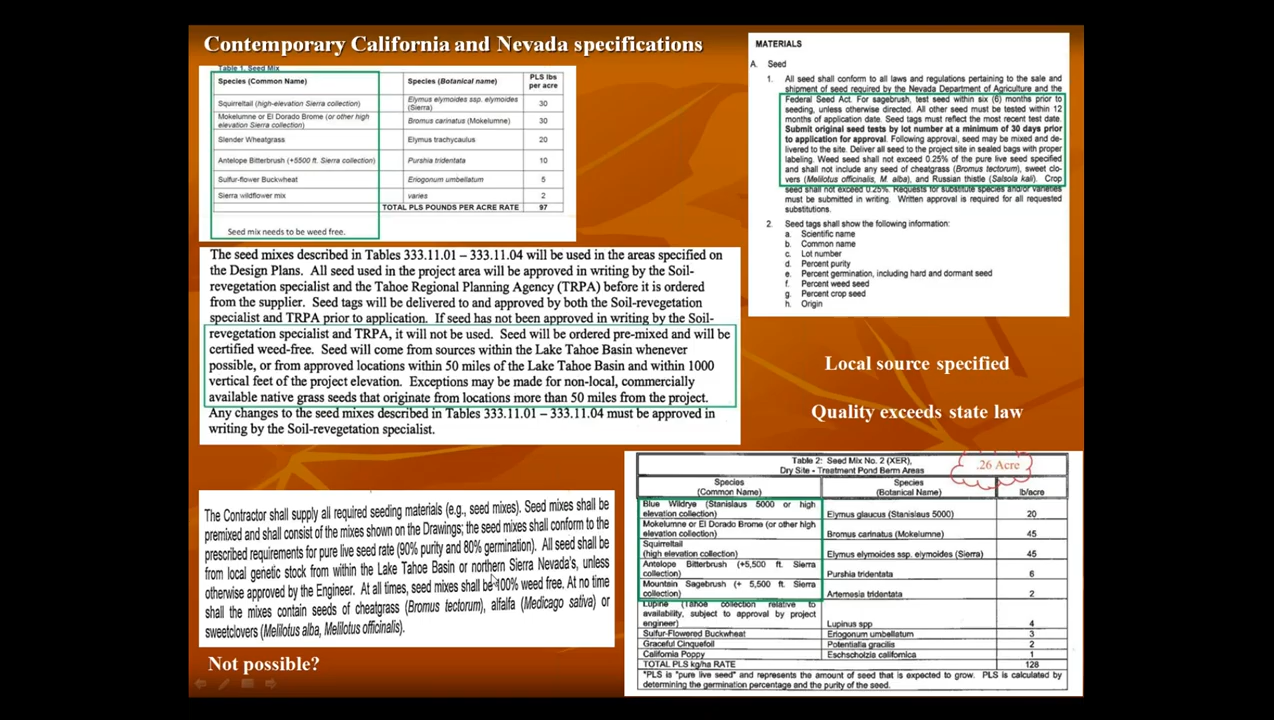 Contemporary California and Nevada specifications
Table 1. Seed Mix
Species (Common Name) Species (Botanical name) PLS lbs per acre
Squirreltail (high-elevation Sierra collection) Elymus elymoides ssp. elymoides (Sierra) 30
Mokelumne or El Dorado Brome (or other high elevation Sierra collection) Bromus carinatus (Mokelumne) 30
Slender Wheatgrass Elymus trachycaulus 20
Antelope Bitterbrush (+5500 ft. Sierra collection) Purshia tridentata 10
Sulfur-flower Buckwheat Eriogonum umbellatum 5
Sierra wildflower mix varies 2
TOTAL PLS POUNDS PER ACRE RATE 97
Seed mix needs to be weed free.
MATERIALS
A. Seed
1. All seed shall conform to all laws and regulations pertaining to the sale and
shipment of seed required by the Nevada Department of Agriculture and the
Federal Seed Act. For sagebrush, test seed within six (6) months prior to
seeding, unless otherwise directed. All other seed must be tested within 12
months of application date. Seed tags must reflect the most recent test date.
Submit original seed tests by lot number at a minimum of 30 days prior
to application for approval. Following approval, seed may be mixed and de-
livered to the site. Deliver all seed to the project site in sealed bags with proper
labeling. Weed seed shall not exceed 0.25% of the pure live seed specified
and shall not include any seed of cheatgrass (Bromus tectorum), sweet clo-
vers (Melilotus officinalis, M. alba), and Russian thistle (Salsola kali). Crop
seed shall not exceed 0.25%. Requests for substitute species and/or varieties
must be submitted in writing. Written approval is required for all requested
substitutions.
2. Seed tags shall show the following information:
a. Scientific name
b. Common name
c. Lot number
d. Percent purity
e. Percent germination, including hard and dormant seed
f. Percent weed seed
g. Percent crop seed
h. Origin
The seed mixes described in Tables 333.11.01 – 333.11.04 will be used in the areas specified on
the Design Plans. All seed used in the project area will be approved in writing by the Soil-
revegetation specialist and the Tahoe Regional Planning Agency (TRPA) before it is ordered
from the supplier. Seed tags will be delivered to and approved by both the Soil-revegetation
specialist and TRPA prior to application. If seed has not been approved in writing by the Soil-
revegetation specialist and TRPA, it will not be used. Seed will be ordered pre-mixed and will be
certified weed-free. Seed will come from sources within the Lake Tahoe Basin whenever
possible, or from approved locations within 50 miles of the Lake Tahoe Basin and within 1000
vertical feet of the project elevation. Exceptions may be made for non-local, commercially
available native grass seeds that originate from locations more than 50 miles from the project.
Any changes to the seed mixes described in Tables 333.11.01 – 333.11.04 must be approved in
writing by the Soil-revegetation specialist.
Local source specified
Quality exceeds state law
The Contractor shall supply all required seeding materials (e.g., seed mixes). Seed mixes shall be
premixed and shall consist of the mixes shown on the Drawings; the seed mixes shall conform to the
prescribed requirements for pure live seed rate (90% purity and 80% germination). All seed shall be
from local genetic stock from within the Lake Tahoe Basin or northern Sierra Nevada's, unless
otherwise approved by the Engineer. At all times, seed mixes shall be 100% weed free. At no time
shall the mixes contain seeds of cheatgrass (Bromus tectorum), alfalfa (Medicago sativa) or
sweetclovers (Melilotus alba, Melilotus officinalis).
Not possible?
Table 2: Seed Mix No. 2 (XER),
Dry Site - Treatment Pond Berm Areas
.26 Acre
Species (Common Name) Species (Botanical Name) lb/acre
Blue Wildrye (Stanislaus 5000 or high elevation collection) Elymus glaucus (Stanislaus 5000) 20
Mokelumne or El Dorado Brome (or other high elevation collection) Bromus carinatus (Mokelumne) 45
Squirreltail (high elevation collection) Elymus elymoides ssp. elymoides (Sierra) 45
Antelope Bitterbrush (+5,500 ft. Sierra collection) Purshia tridentata 6
Mountain Sagebrush (+ 5,500 ft. Sierra collection) Artemesia tridentata 2
Lupine (Tahoe collection relative to availability, subject to approval by project engineer) Lupinus spp 4
Sulfur-Flowered Buckwheat Eriogonum umbellatum 3
Graceful Cinquefoil Potentialla gracilis 2
California Poppy Eschscholzia californica 1
TOTAL PLS kg/ha RATE 128
"PLS is "pure live seed" and represents the amount of seed that is expected to grow. PLS is calculated by
determining the germination percentage and the purity of the seed.